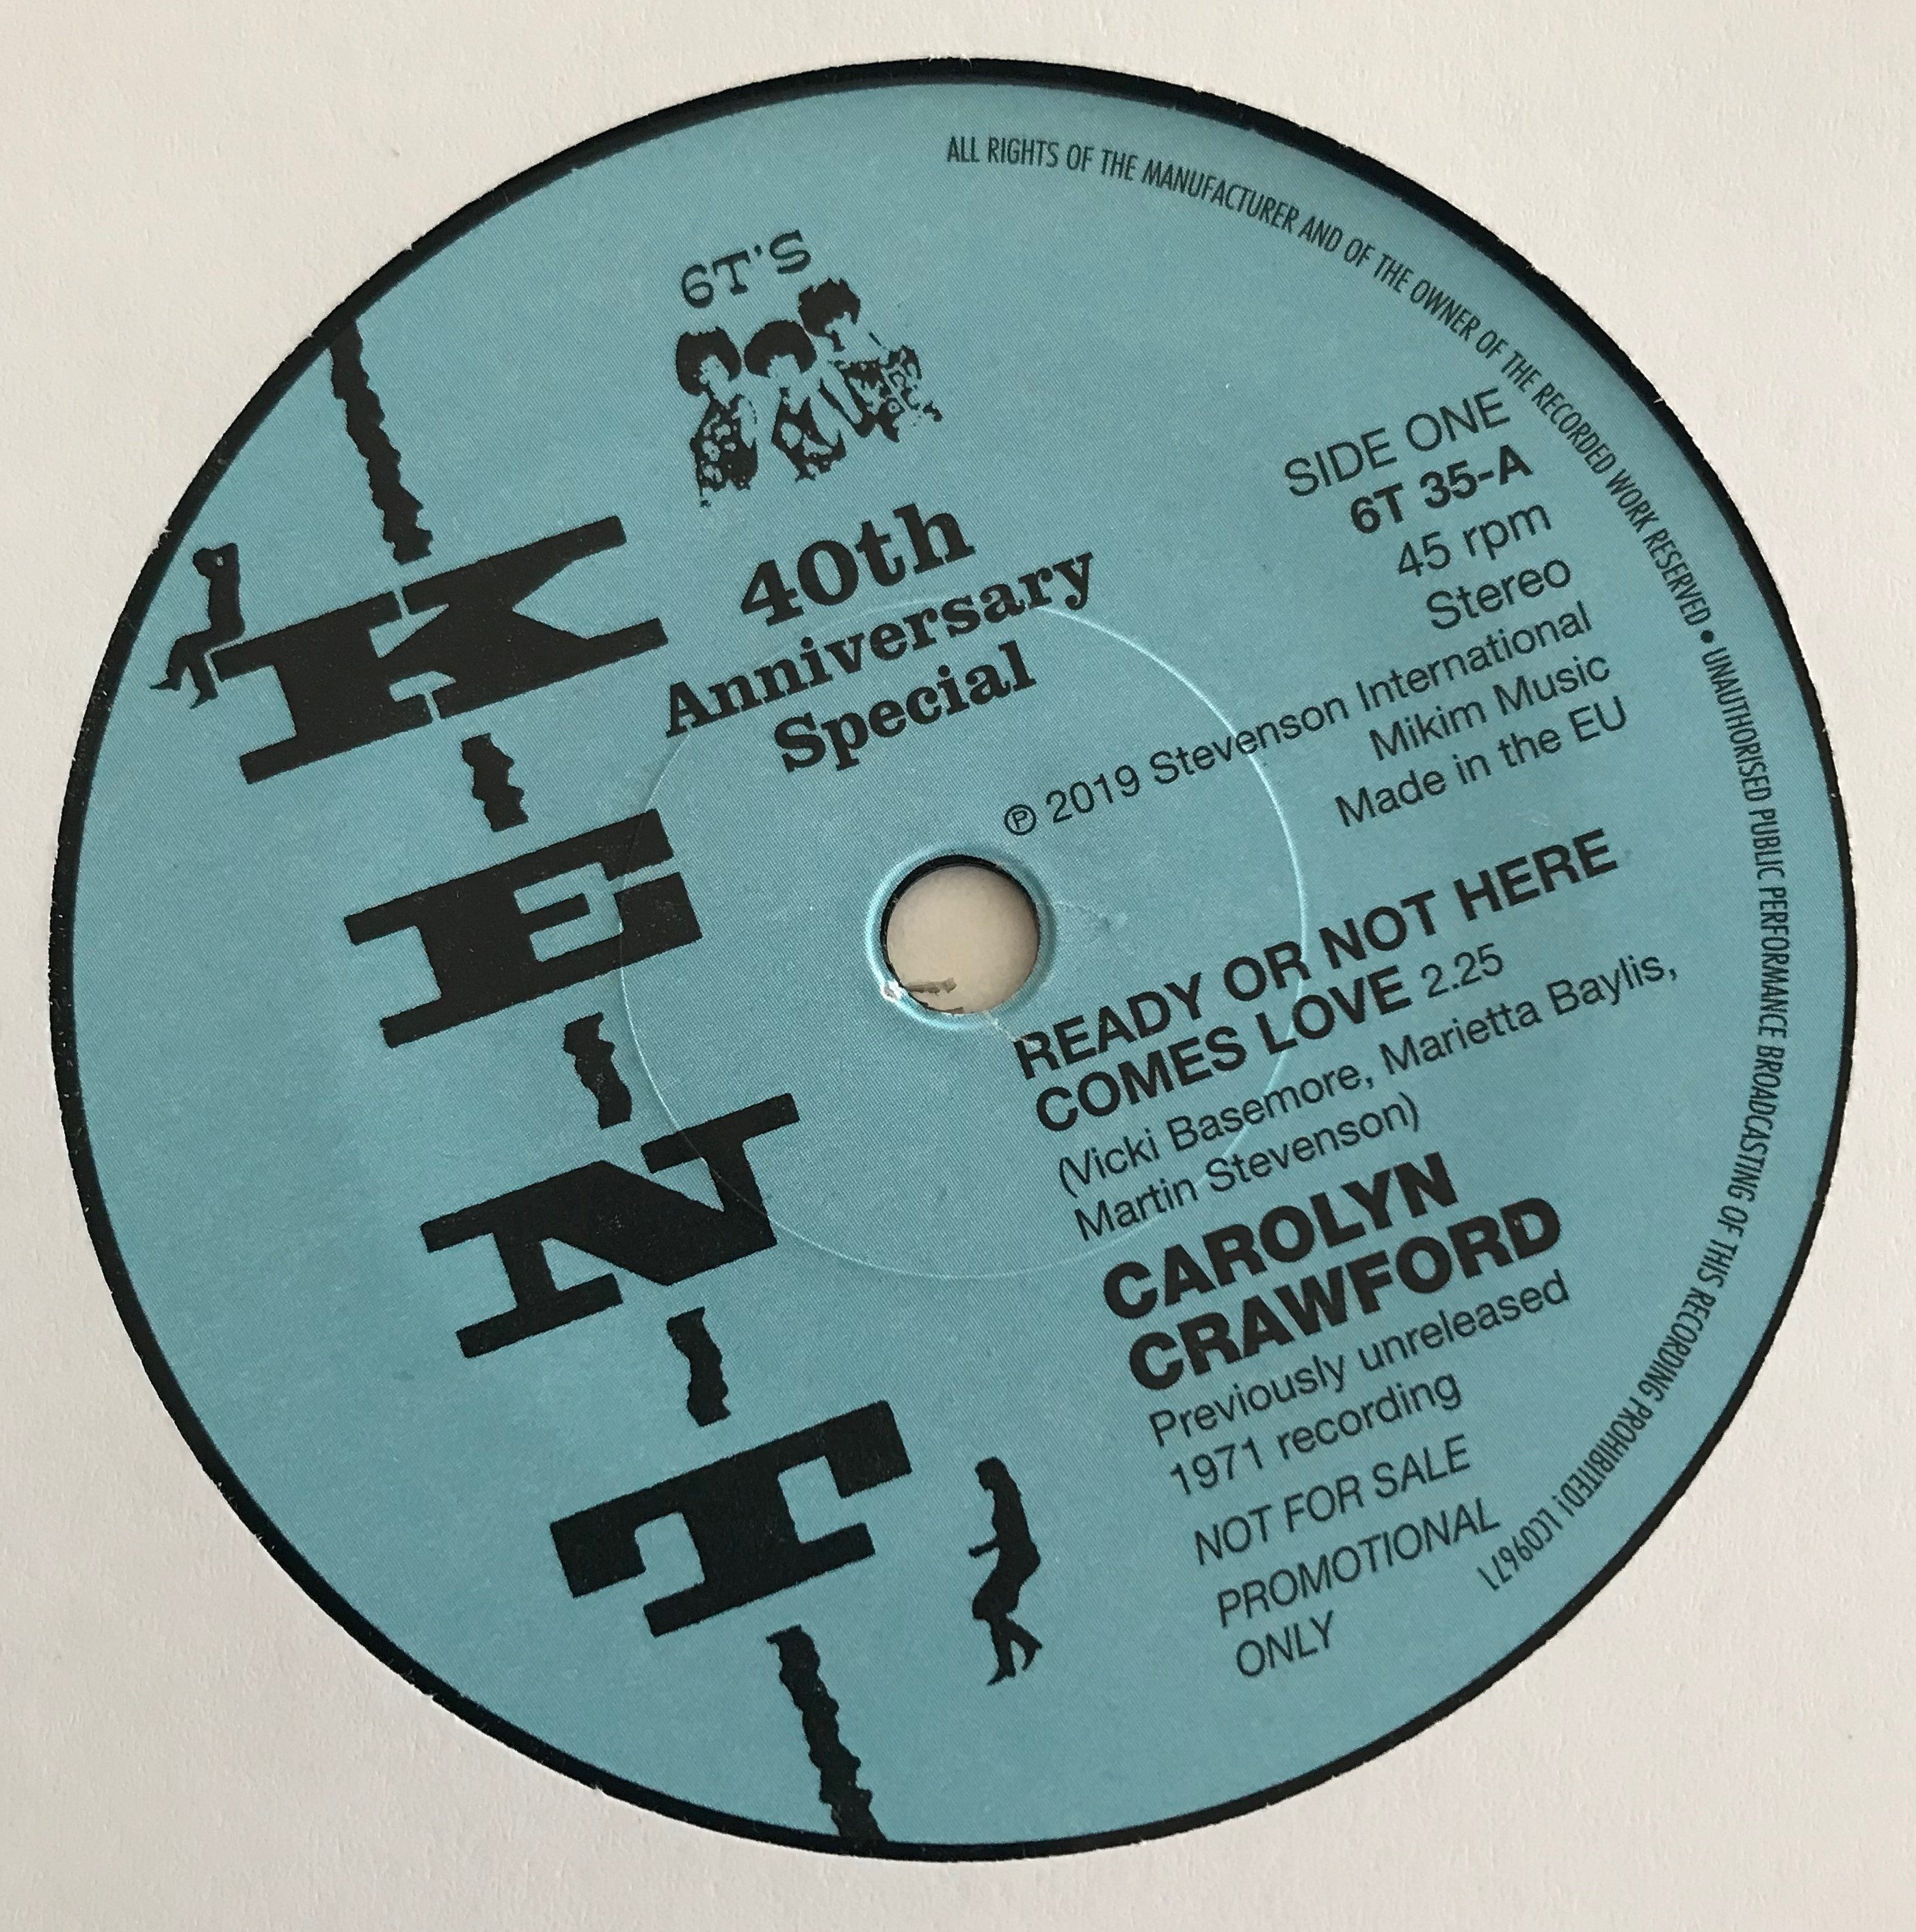 6T'S
40th
Anniversary
Special
KENT
SIDE ONE
6T 35-A
45 rpm
Stereo
℗ 2019 Stevenson International
Mikim Music
Made in the EU
READY OR NOT HERE
COMES LOVE 2.25
(Vicki Basemore, Marietta Baylis,
Martin Stevenson)
CAROLYN
CRAWFORD
Previously unreleased
1971 recording
NOT FOR SALE
PROMOTIONAL
ONLY
ALL RIGHTS OF THE MANUFACTURER AND OF THE OWNER OF THE RECORDED WORK RESERVED • UNAUTHORISED PUBLIC PERFORMANCE BROADCASTING OF THIS RECORDING PROHIBITED! LC09677